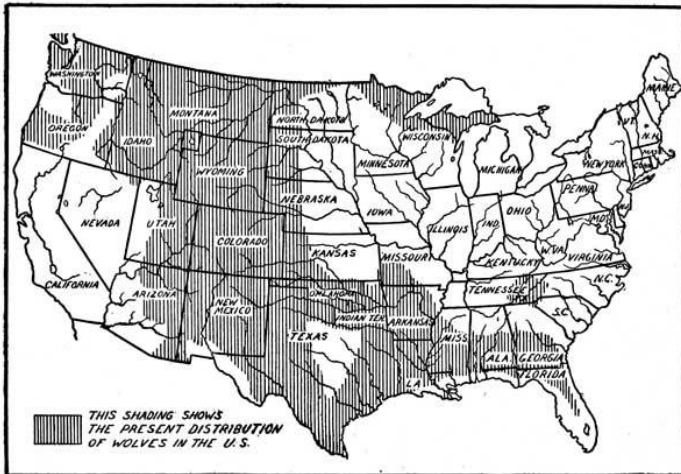 WASHINGTON
MONTANA
NORTH DAKOTA
MAINE
OREGON
IDAHO
SOUTH DAKOTA
MINNESOTA
WISCONSIN
MICHIGAN
VT.
N.H.
MASS
CONN.
NEW YORK
WYOMING
NEBRASKA
IOWA
PENNA
N.J.
NEVADA
UTAH
COLORADO
ILLINOIS
IND.
OHIO
MD.
W.VA.
VIRGINIA
KANSAS
MISSOURI
KENTUCKY
CALIFORNIA
ARIZONA
NEW
MEXICO
OKLAHOMA
INDIAN TER.
ARKANSAS
TENNESSEE
N.C.
S.C.
TEXAS
LA
MISS.
ALA.
GEORGIA
FLORIDA
THIS SHADING SHOWS
THE PRESENT DISTRIBUTION
OF WOLVES IN THE U.S.